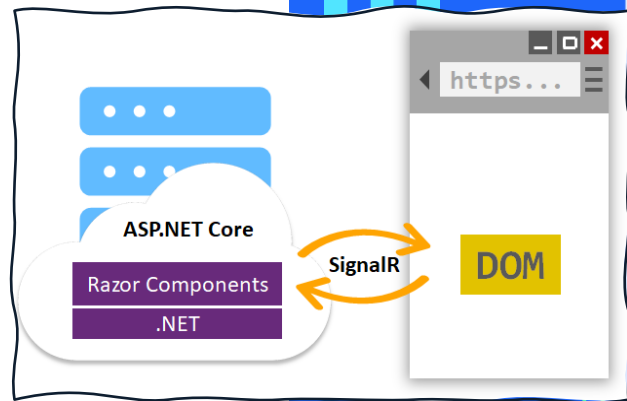 https...
ASP.NET Core
Razor Components
.NET
SignalR
DOM